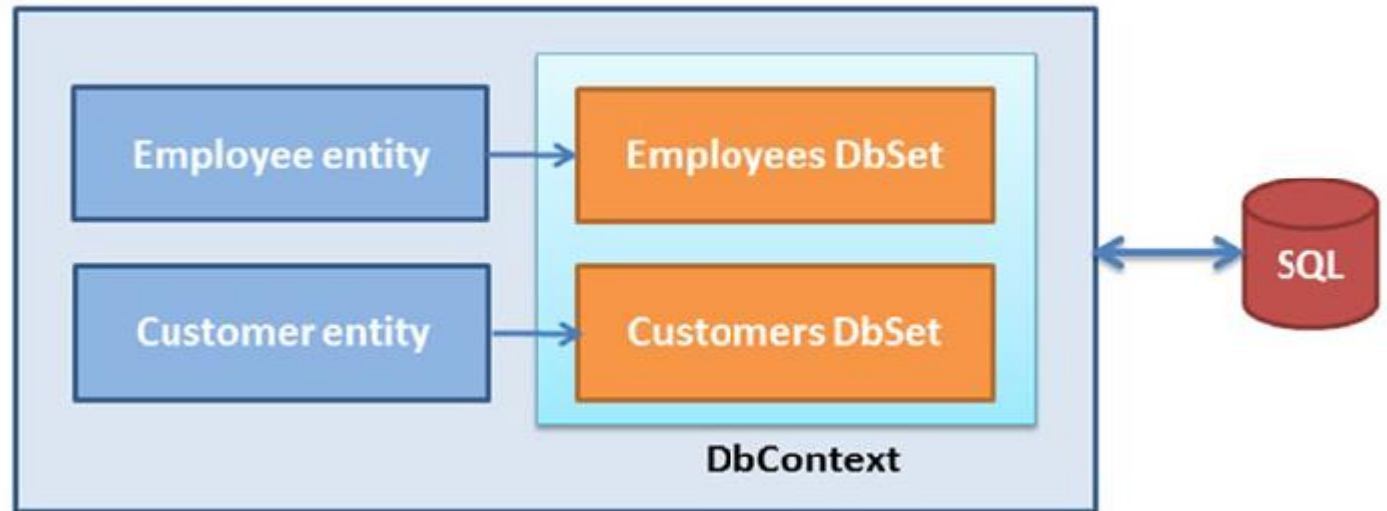 Employee entity
Employees DbSet
Customer entity
Customers DbSet
DbContext
SQL